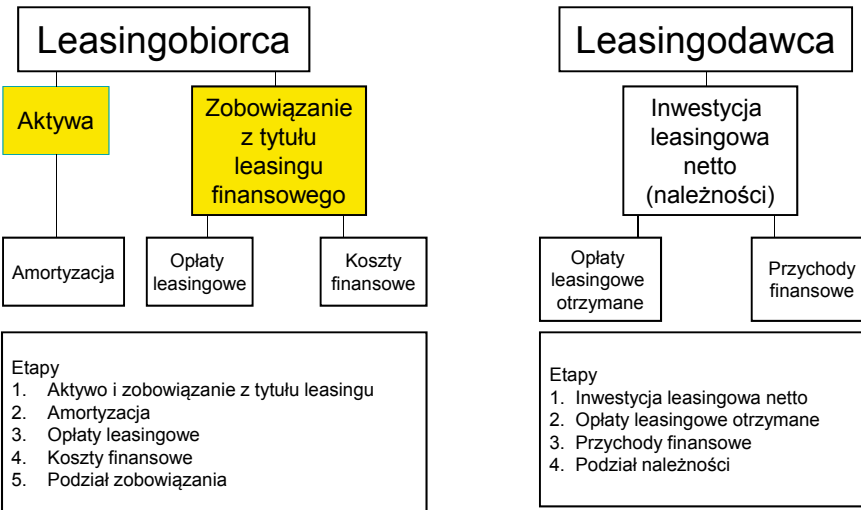 Leasingobiorca
Aktywa
Zobowiązanie
z tytułu
leasingu
finansowego
Amortyzacja
Opłaty
leasingowe
Koszty
finansowe
Etapy
1. Aktywo i zobowiązanie z tytułu leasingu
2. Amortyzacja
3. Opłaty leasingowe
4. Koszty finansowe
5. Podział zobowiązania
Leasingodawca
Inwestycja
leasingowa
netto
(należności)
Opłaty
leasingowe
otrzymane
Przychody
finansowe
Etapy
1. Inwestycja leasingowa netto
2. Opłaty leasingowe otrzymane
3. Przychody finansowe
4. Podział należności